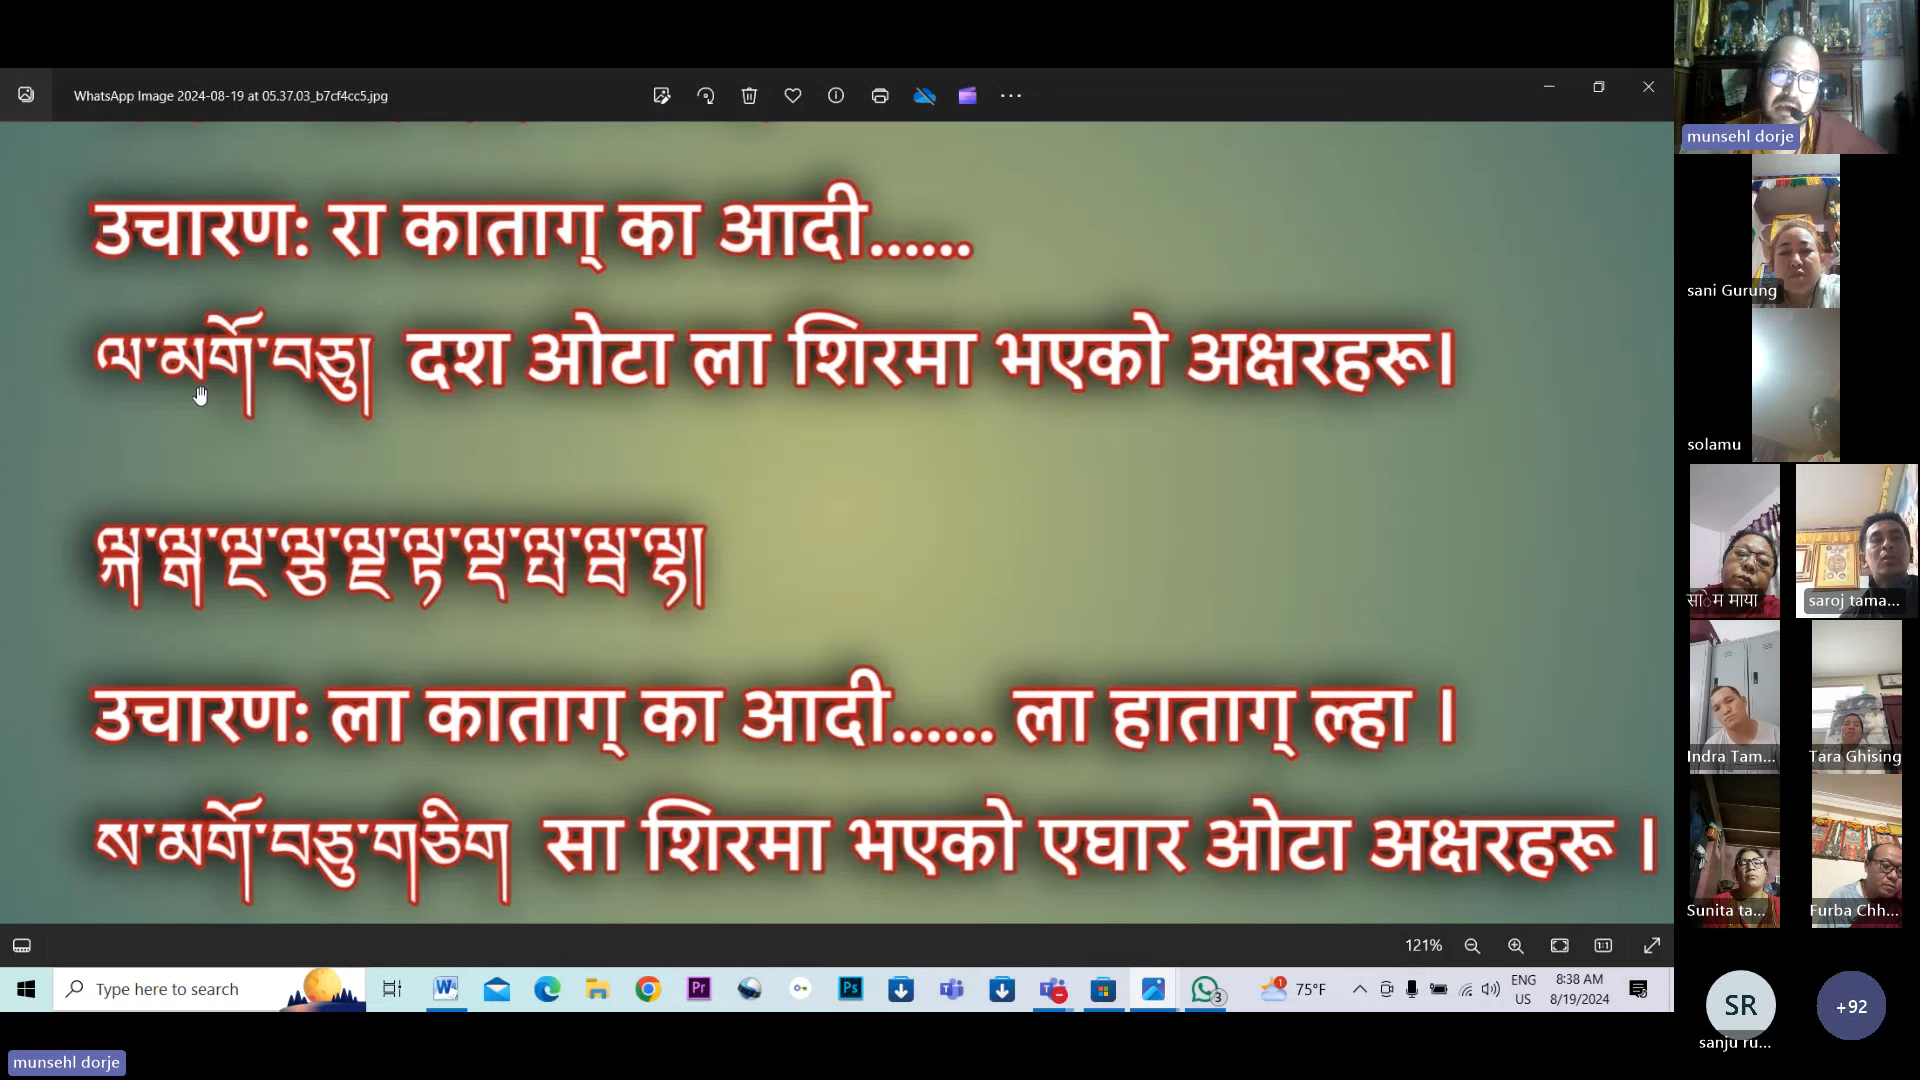 WhatsApp Image 2024-08-19 at 05.37.03_b7cf4cc5.jpg
उचारण: रा काताग् का आदी......
ལ་མགོ་བཅུ། दश ओटा ला शिरमा भएको अक्षरहरू।
ལྐ་ལྒ་ལྔ་ལྕ་ལྗ་ལྟ་ལྡ་ལྤ་ལྦ་ལྷ།
उचारण: ला काताग् का आदी...... ला हाताग् ल्हा ।
ས་མགོ་བཅུ་གཅིག། सा शिरमा भएको एघार ओटा अक्षरहरू ।
121%
Type here to search
75°F
ENG
US
8:38 AM
8/19/2024
munsehl dorje
munsehl dorje
sani Gurung
solamu
saroj tama...
Indra Tam...
Tara Ghising
Sunita ta...
Furba Chh...
SR
sanju ru...
+92